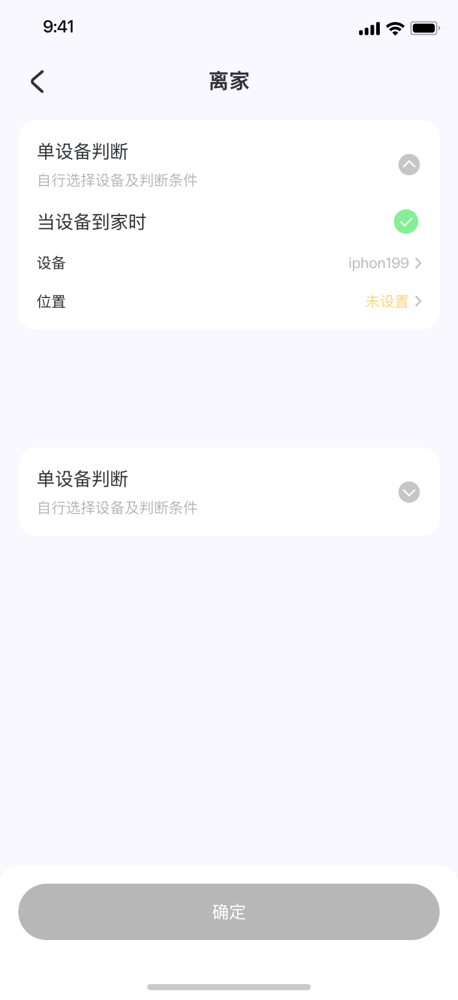 9:41
离家
单设备判断
自行选择设备及判断条件
当设备到家时
设备 iphon199
位置 未设置
单设备判断
自行选择设备及判断条件
确定